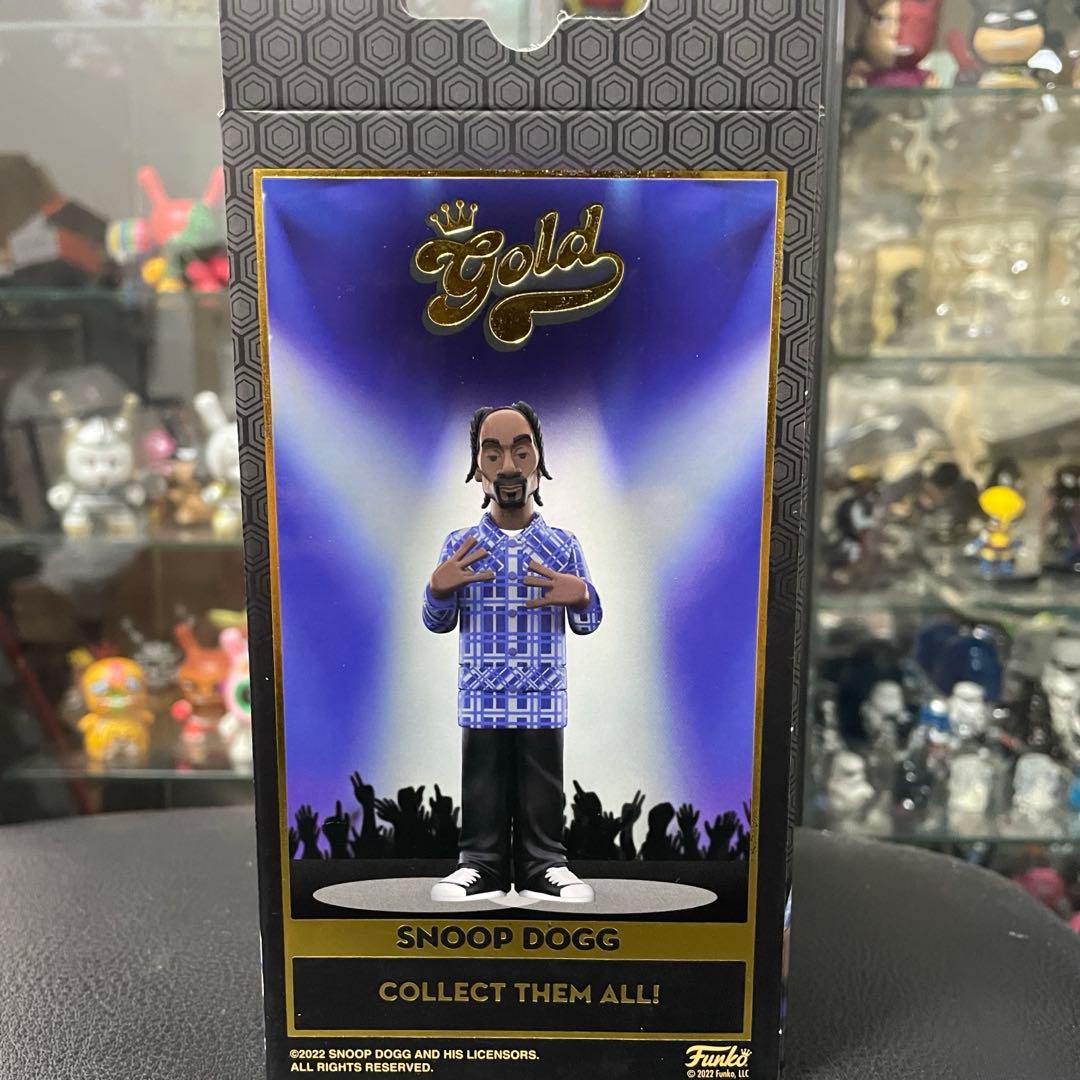 Gold
SNOOP DOGG
COLLECT THEM ALL!
©2022 SNOOP DOGG AND HIS LICENSORS.
ALL RIGHTS RESERVED.
Funko
© 2022 Funko, LLC